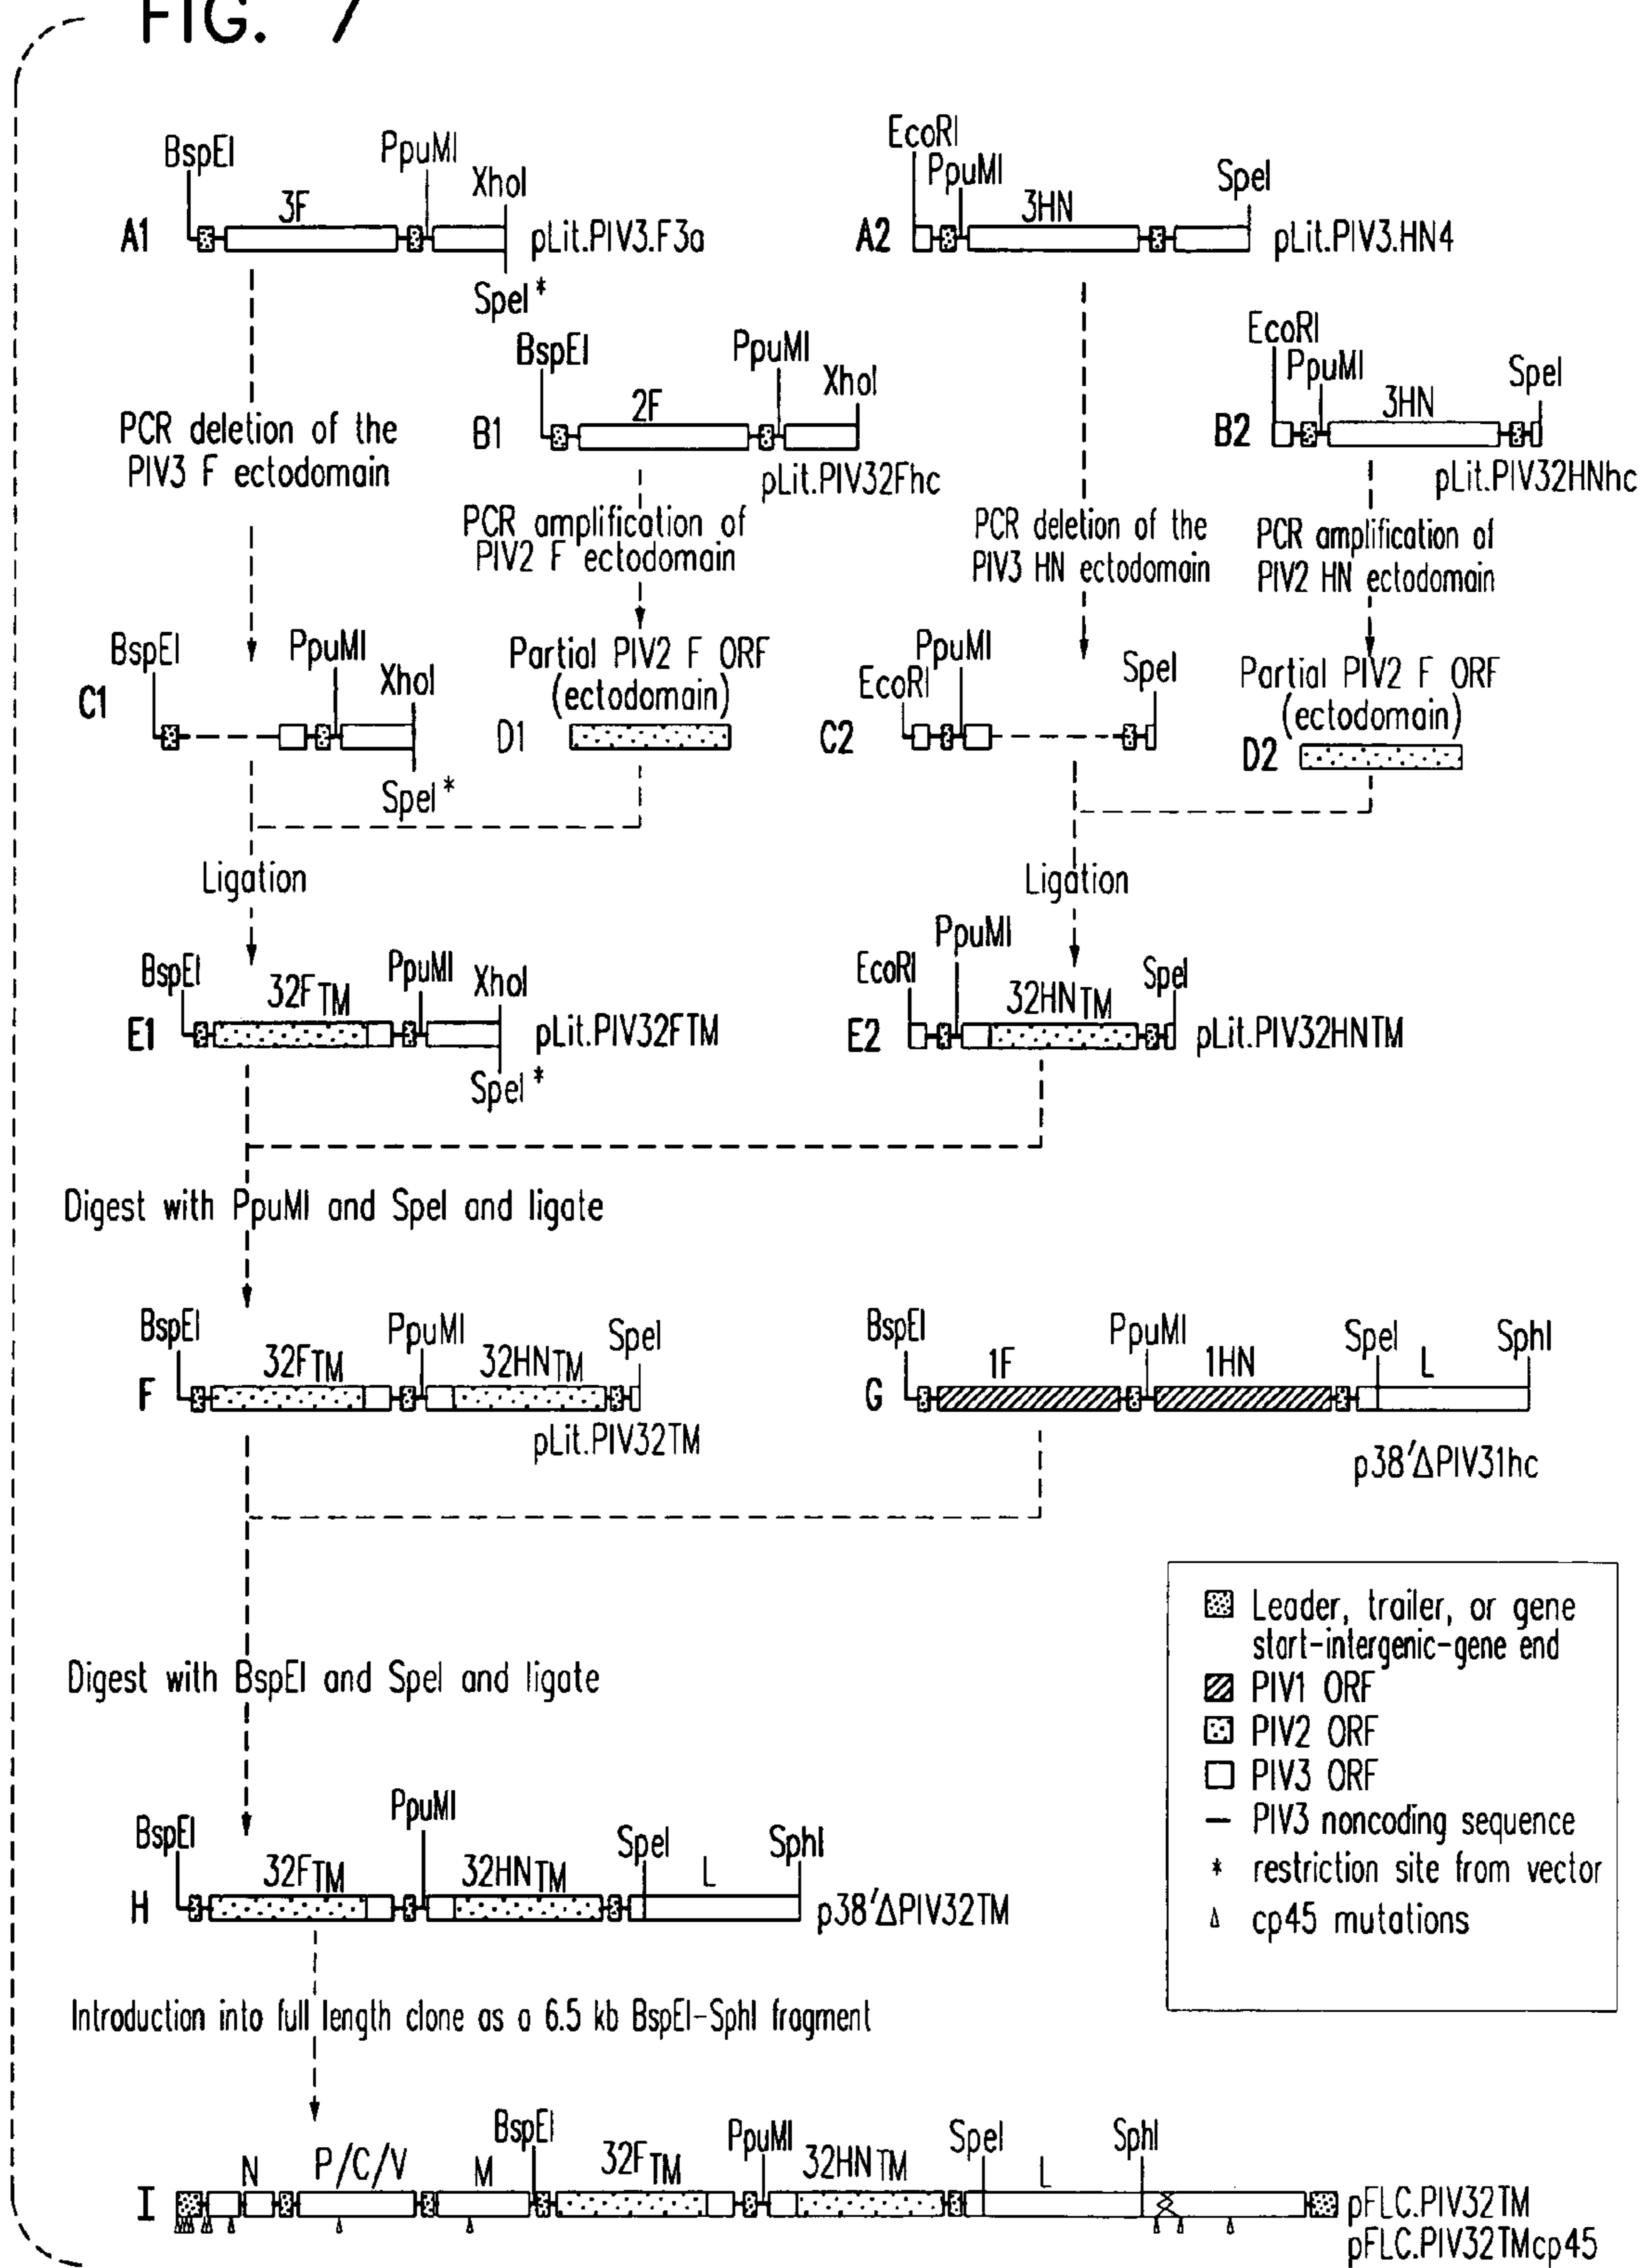 FIG. 7
A1
BspEI
3F
PpuMI
XhoI
SpeI *
pLit.PIV3.F3a
A2
EcoRI
PpuMI
3HN
SpeI
pLit.PIV3.HN4
PCR deletion of the
PIV3 F ectodomain
B1
BspEI
2F
PpuMI
XhoI
pLit.PIV32Fhc
B2
EcoRI
PpuMI
3HN
SpeI
pLit.PIV32HNhc
PCR amplification of
PIV2 F ectodomain
PCR deletion of the
PIV3 HN ectodomain
PCR amplification of
PIV2 HN ectodomain
C1
BspEI
PpuMI
XhoI
SpeI *
Partial PIV2 F ORF
(ectodomain)
D1
C2
EcoRI
PpuMI
SpeI
Partial PIV2 F ORF
(ectodomain)
D2
Ligation
Ligation
E1
BspEI
32FTM
PpuMI
XhoI
SpeI *
pLit.PIV32FTM
E2
EcoRI
PpuMI
32HNTM
SpeI
pLit.PIV32HNTM
Digest with PpuMI and SpeI and ligate
F
BspEI
32FTM
PpuMI
32HNTM
SpeI
pLit.PIV32TM
G
BspEI
1F
PpuMI
1HN
SpeI
L
SphI
p38'ΔPIV31hc
Digest with BspEI and SpeI and ligate
Leader, trailer, or gene
start-intergenic-gene end
PIV1 ORF
PIV2 ORF
PIV3 ORF
PIV3 noncoding sequence
* restriction site from vector
cp45 mutations
H
BspEI
32FTM
PpuMI
32HNTM
SpeI
L
SphI
p38'ΔPIV32TM
Introduction into full length clone as a 6.5 kb BspEI-SphI fragment
I
N
P/C/V
M
BspEI
32FTM
PpuMI
32HNTM
SpeI
L
SphI
pFLC.PIV32TM
pFLC.PIV32TMcp45